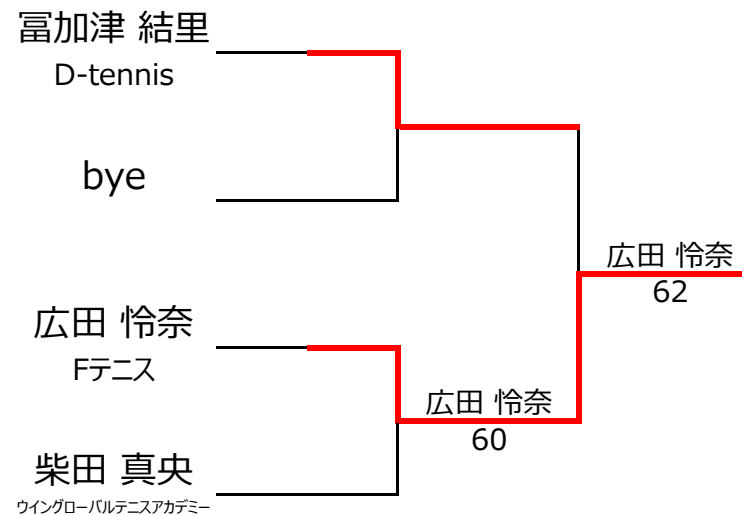 冨加津 結里
D-tennis
bye
広田 怜奈
Fテニス
柴田 真央
ウイングローバルテニスアカデミー
広田 怜奈
60
広田 怜奈
62